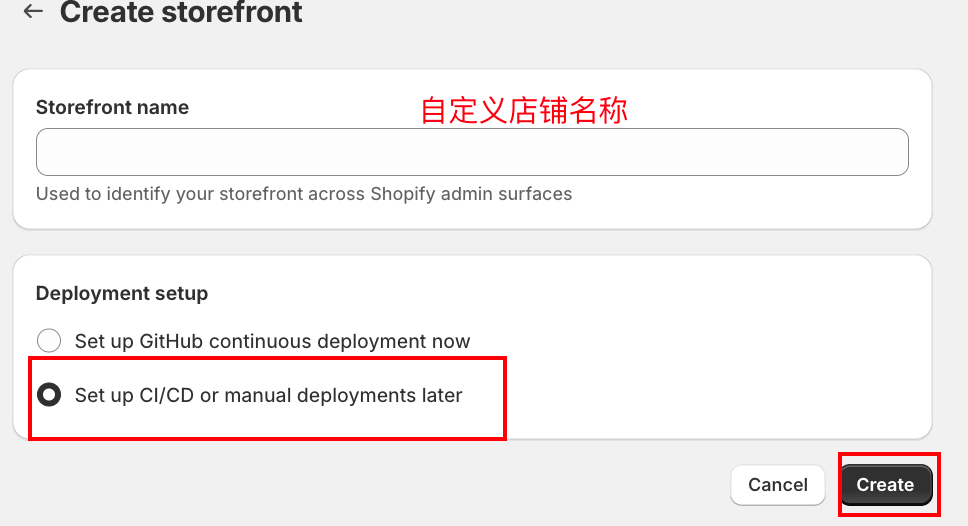 ← Create storefront
Storefront name
自定义店铺名称
Used to identify your storefront across Shopify admin surfaces
Deployment setup
Set up GitHub continuous deployment now
Set up CI/CD or manual deployments later
Cancel
Create